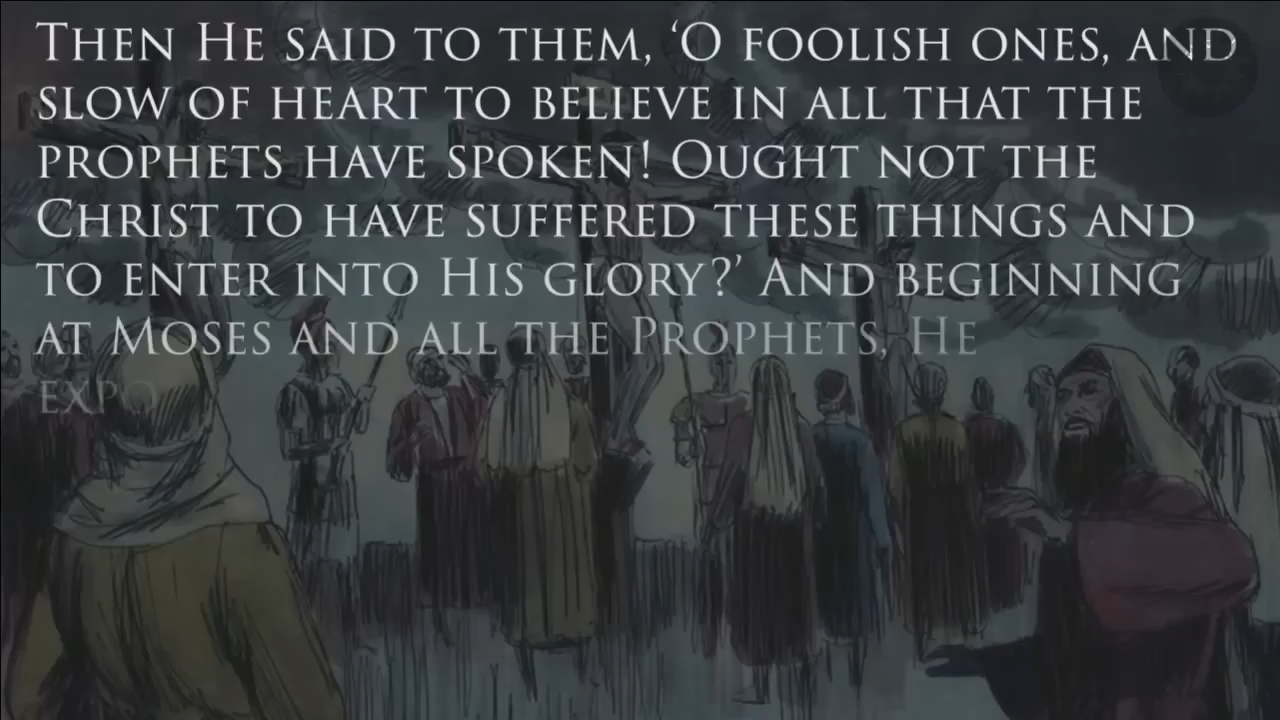 Then He said to them, ‘O foolish ones, and
slow of heart to believe in all that the
prophets have spoken! Ought not the
Christ to have suffered these things and
to enter into His glory?’ And beginning
at Moses and all the Prophets, He
expo